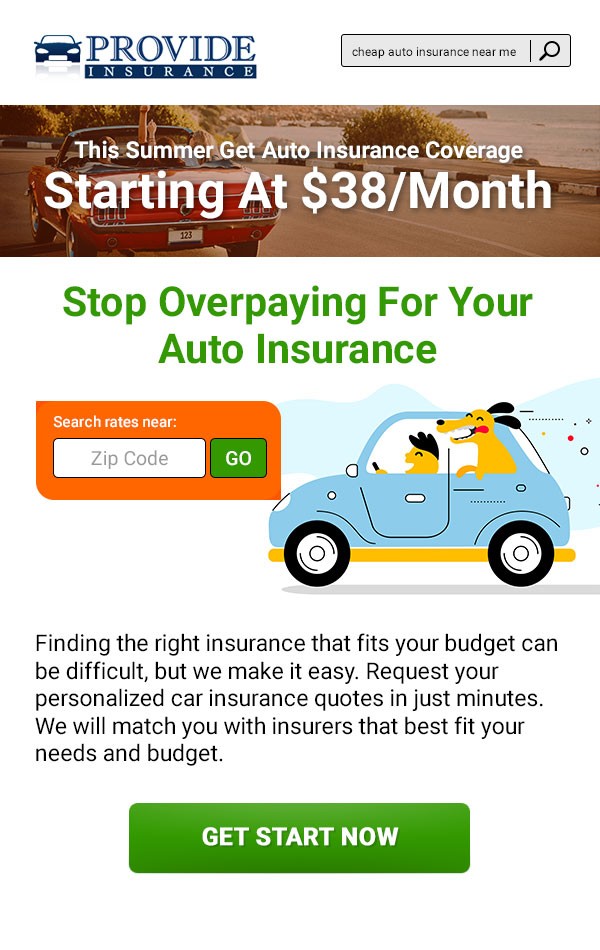 PROVIDE
INSURANCE
cheap auto insurance near me
This Summer Get Auto Insurance Coverage
Starting At $38/Month
123
Stop Overpaying For Your
Auto Insurance
Search rates near:
Zip Code
GO
Finding the right insurance that fits your budget can
be difficult, but we make it easy. Request your
personalized car insurance quotes in just minutes.
We will match you with insurers that best fit your
needs and budget.
GET START NOW